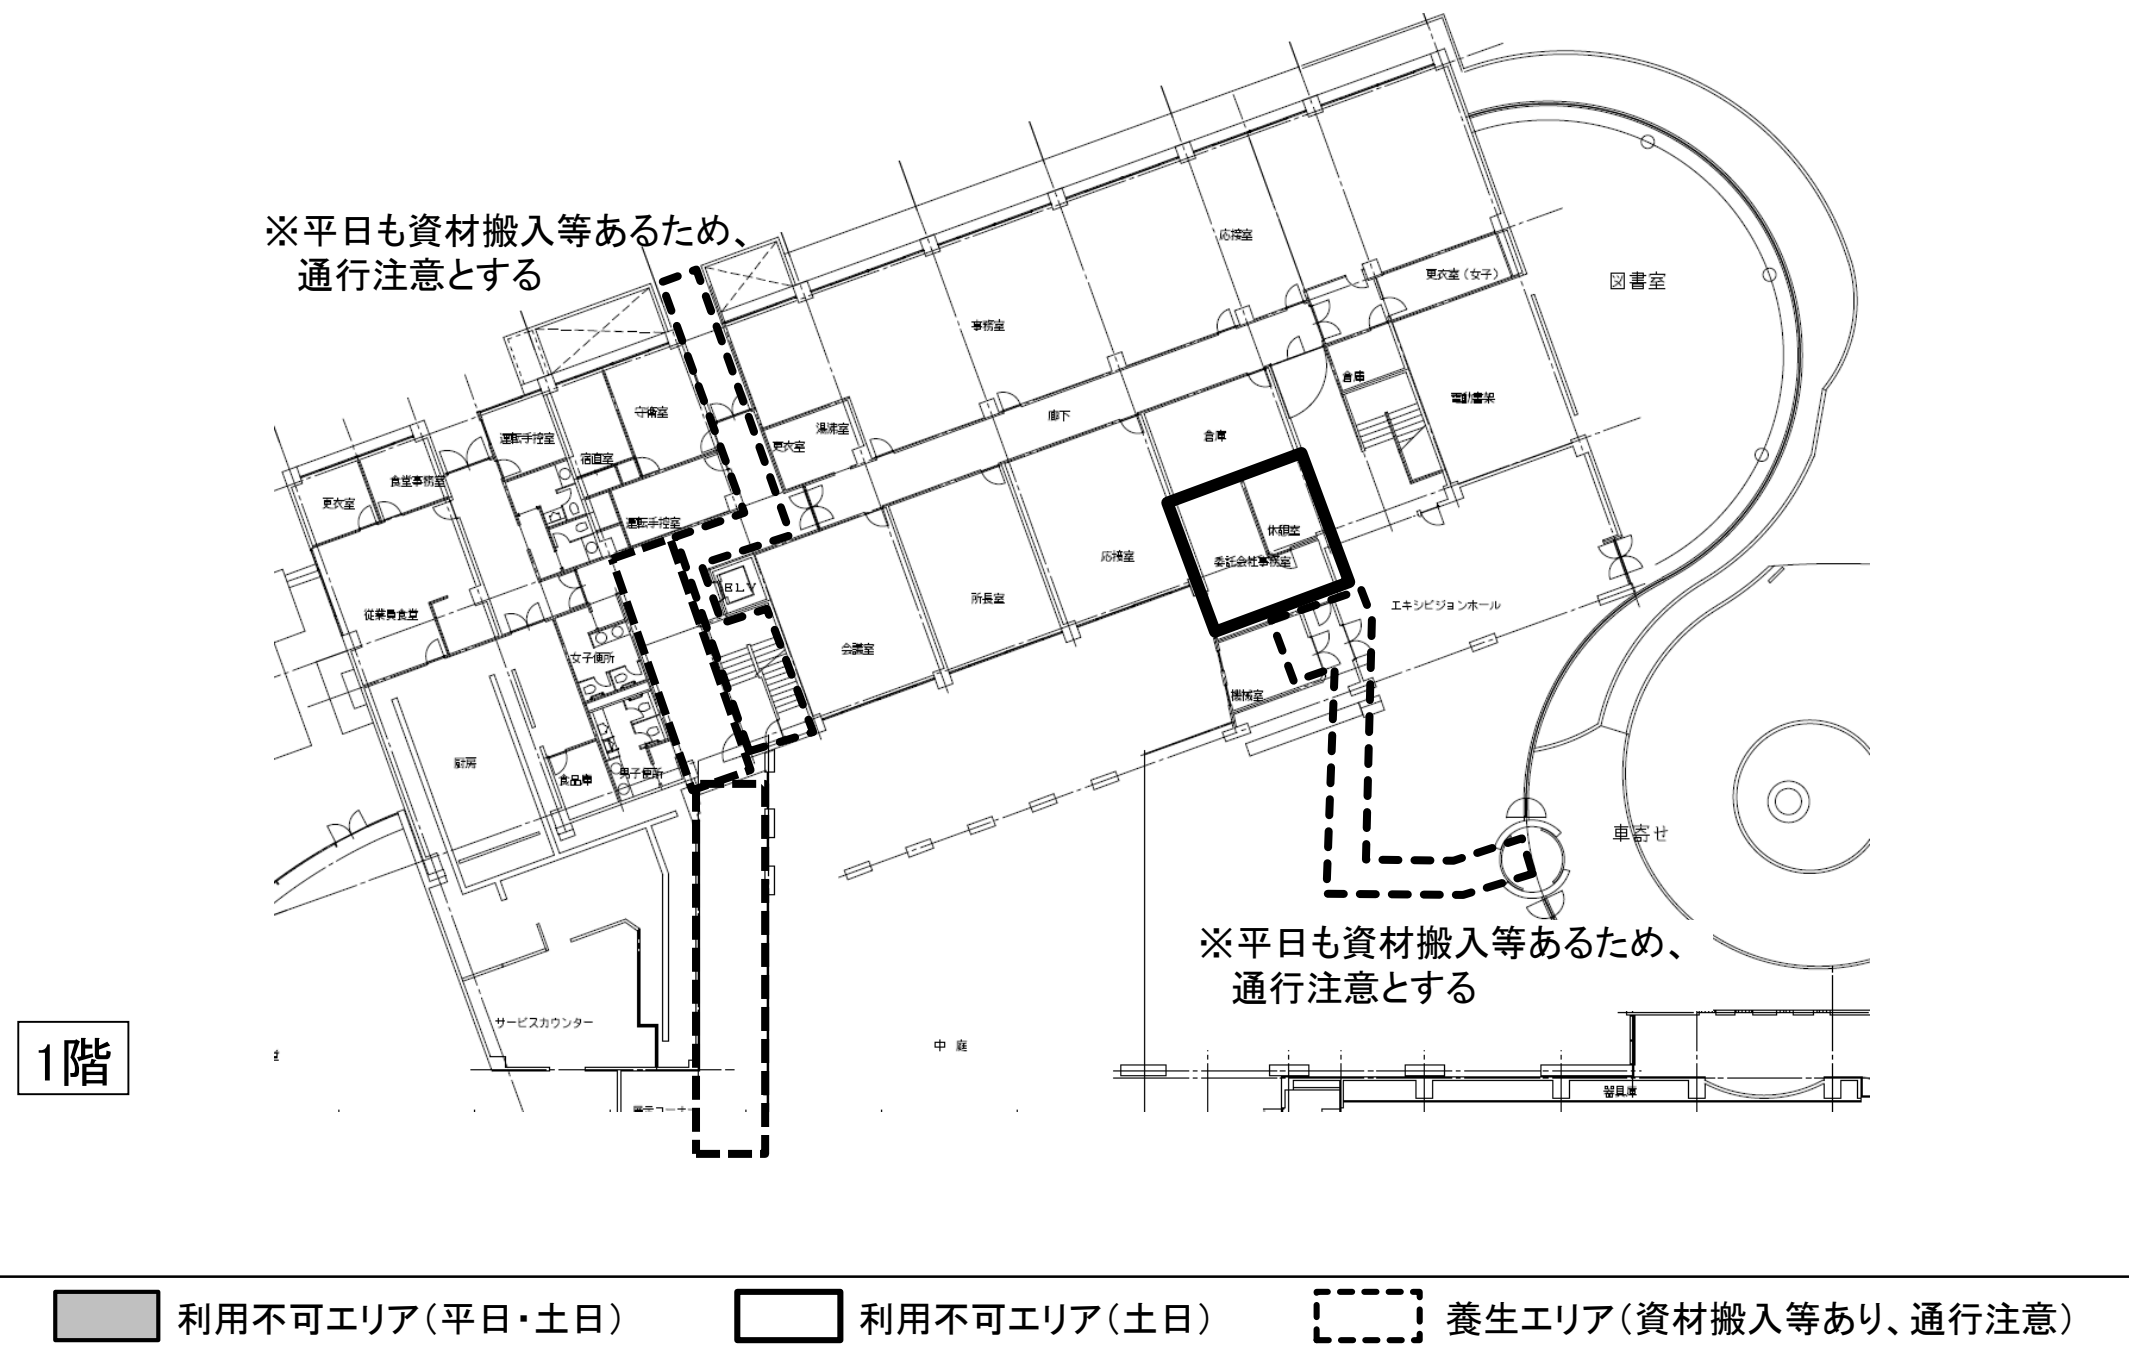 ※平日も資材搬入等あるため、
通行注意とする
応接室
更衣室(女子)
図書室
事務室
守衛室
運転手控室
宿直室
湯沸室
更衣室
廊下
倉庫
倉庫
電動書架
食堂事務室
更衣室
運転手控室
休憩室
委託会社事務室
応接室
ELV
所長室
エキシビジョンホール
従業員食堂
女子便所
会議室
機械室
厨房
食品庫
男子便所
車寄せ
※平日も資材搬入等あるため、
通行注意とする
サービスカウンター
中庭
1階
器具庫
利用不可エリア(平日・土日)
利用不可エリア(土日)
養生エリア(資材搬入等あり、通行注意)